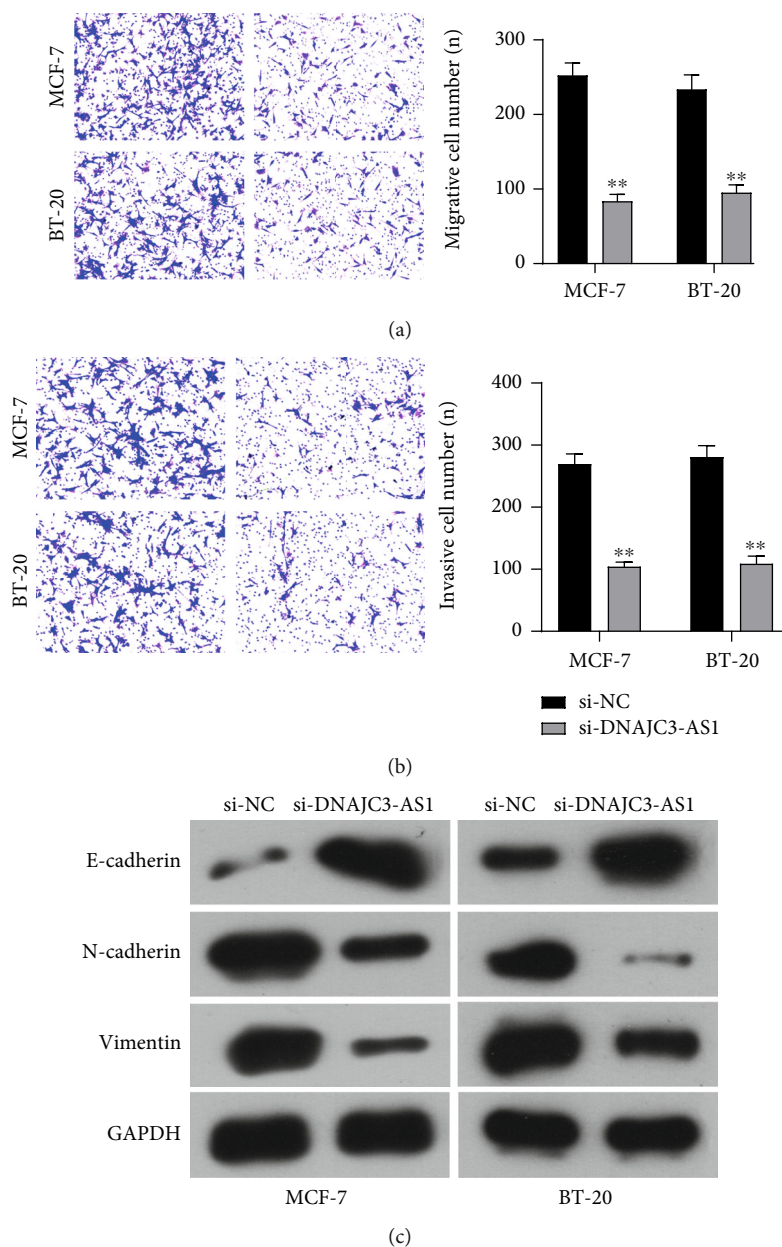 MCF-7
BT-20
Migrative cell number (n)
300
200
100
0
**
**
MCF-7
BT-20
(a)
MCF-7
BT-20
Invasive cell number (n)
400
300
200
100
0
**
**
MCF-7
BT-20
si-NC
si-DNAJC3-AS1
(b)
si-NC si-DNAJC3-AS1 si-NC si-DNAJC3-AS1
E-cadherin
N-cadherin
Vimentin
GAPDH
MCF-7 BT-20
(c)